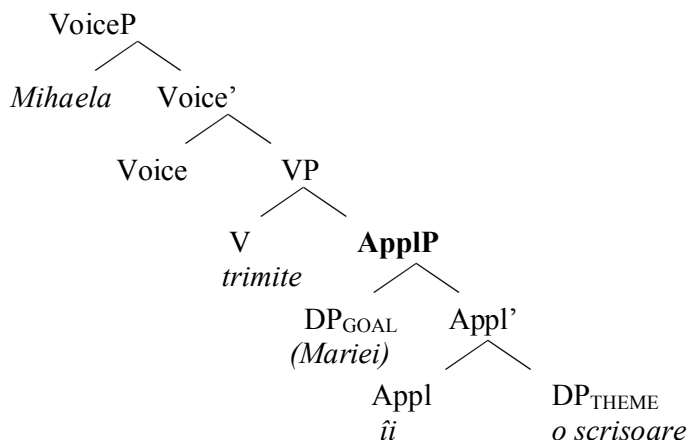 VoiceP
Mihaela Voice’
Voice VP
V ApplP
trimite
DPGOAL Appl’
(Mariei)
Appl DPTHEME
îi o scrisoare